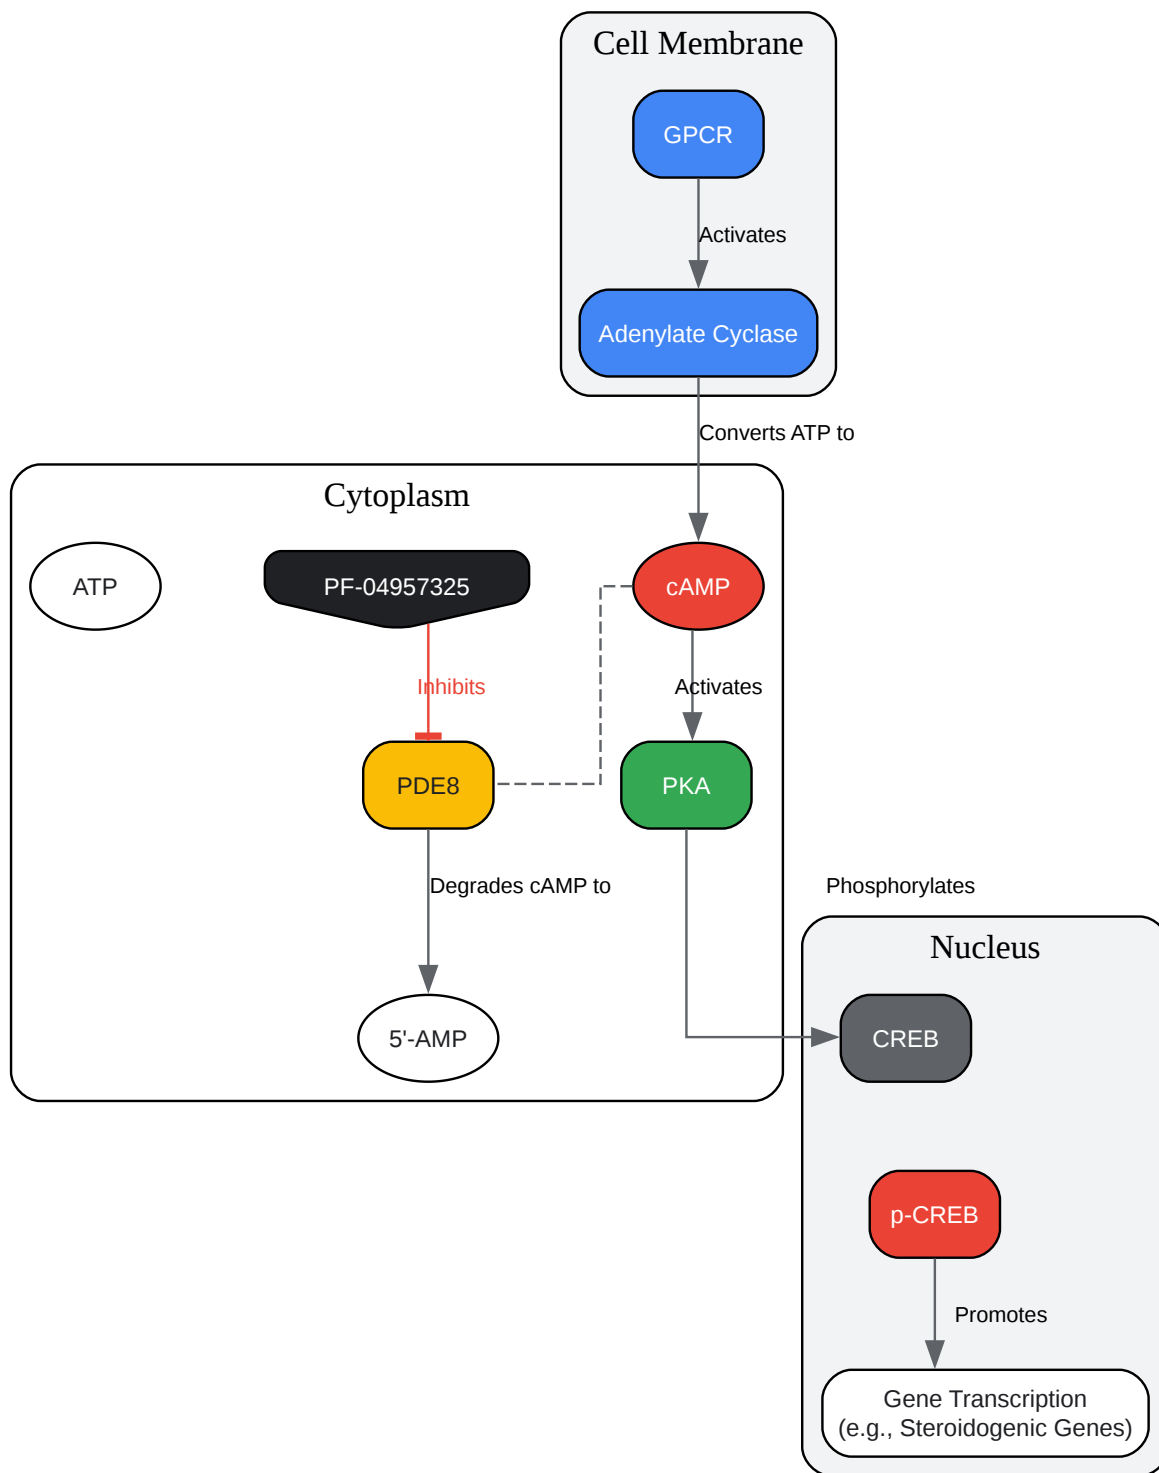 Cell Membrane
GPCR
Activates
Adenylate Cyclase
Converts ATP to
Cytoplasm
ATP
PF-04957325
cAMP
Inhibits
Activates
PDE8
PKA
Degrades cAMP to
Phosphorylates
Nucleus
5'-AMP
CREB
p-CREB
Promotes
Gene Transcription
(e.g., Steroidogenic Genes)